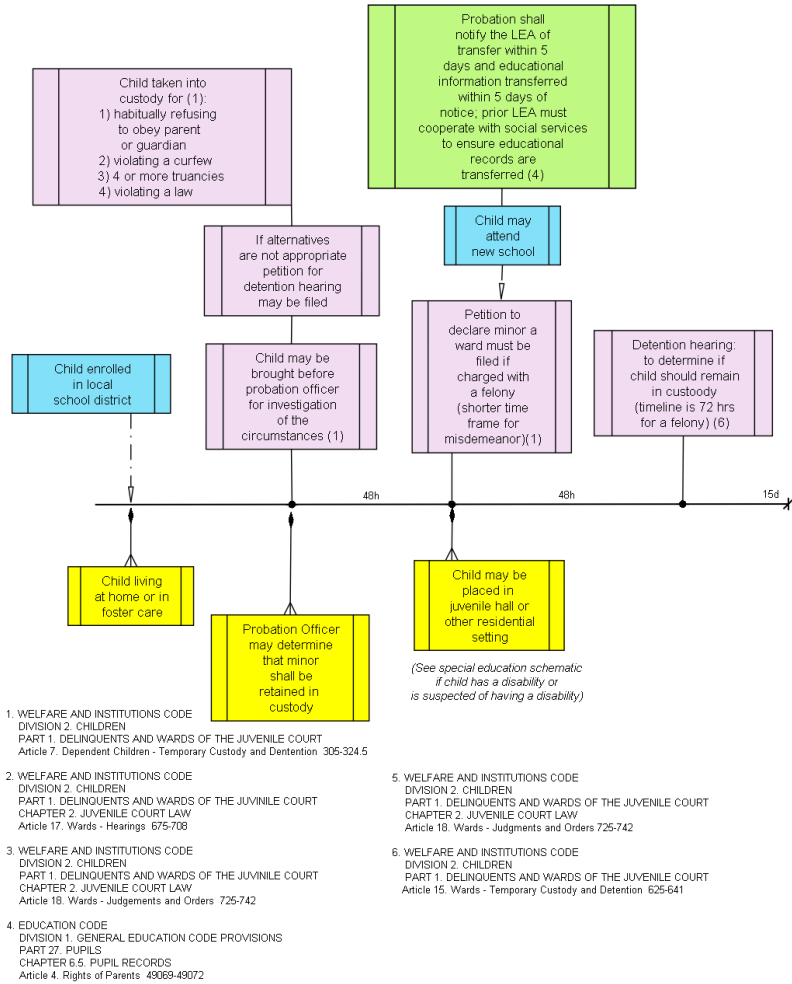 Probation shall
notify the LEA of
transfer within 5
days and educational
information transferred
within 5 days of
notice; prior LEA must
cooperate with social services
to ensure educational
records are
transferred (4)
Child taken into
custody for (1):
1) habitually refusing
to obey parent
or guardian
2) violating a curfew
3) 4 or more truancies
4) violating a law
Child may
attend
new school
If alternatives
are not appropriate
petition for
detention hearing
may be filed
Petition to
declare minor a
ward must be
filed if
charged with
a felony
(shorter time
frame for
misdemeanor)(1)
Detention hearing:
to determine if
child should remain
in custoody
(timeline is 72 hrs
for a felony) (6)
Child may be
brought before
probation officer
for investigation
of the
circumstances (1)
Child enrolled
in local
school district
48h
48h
15d
Child living
at home or in
foster care
Probation Officer
may determine
that minor
shall be
retained in
custody
Child may be
placed in
juvenile hall or
other residential
setting
(See special education schematic
if child has a disability or
is suspected of having a disability)
1. WELFARE AND INSTITUTIONS CODE
DIVISION 2. CHILDREN
PART 1. DELINQUENTS AND WARDS OF THE JUVENILE COURT
Article 7. Dependent Children - Temporary Custody and Dentention 305-324.5
2. WELFARE AND INSTITUTIONS CODE
DIVISION 2. CHILDREN
PART 1. DELINQUENTS AND WARDS OF THE JUVINILE COURT
CHAPTER 2. JUVENILE COURT LAW
Article 17. Wards - Hearings 675-708
3. WELFARE AND INSTITUTIONS CODE
DIVISION 2. CHILDREN
PART 1. DELINQUENTS AND WARDS OF THE JUVINILE COURT
CHAPTER 2. JUVENILE COURT LAW
Article 18. Wards - Judgements and Orders 725-742
4. EDUCATION CODE
DIVISION 1. GENERAL EDUCATION CODE PROVISIONS
PART 27. PUPILS
CHAPTER 6.5. PUPIL RECORDS
Article 4. Rights of Parents 49069-49072
5. WELFARE AND INSTITUTIONS CODE
DIVISION 2. CHILDREN
PART 1. DELINQUENTS AND WARDS OF THE JUVENILE COURT
CHAPTER 2. JUVENILE COURT LAW
Article 18. Wards - Judgments and Orders 725-742
6. WELFARE AND INSTITUTIONS CODE
DIVISION 2. CHILDREN
PART 1. DELINQUENTS AND WARDS OF THE JUVENILE COURT
Article 15. Wards - Temporary Custody and Detention 625-641